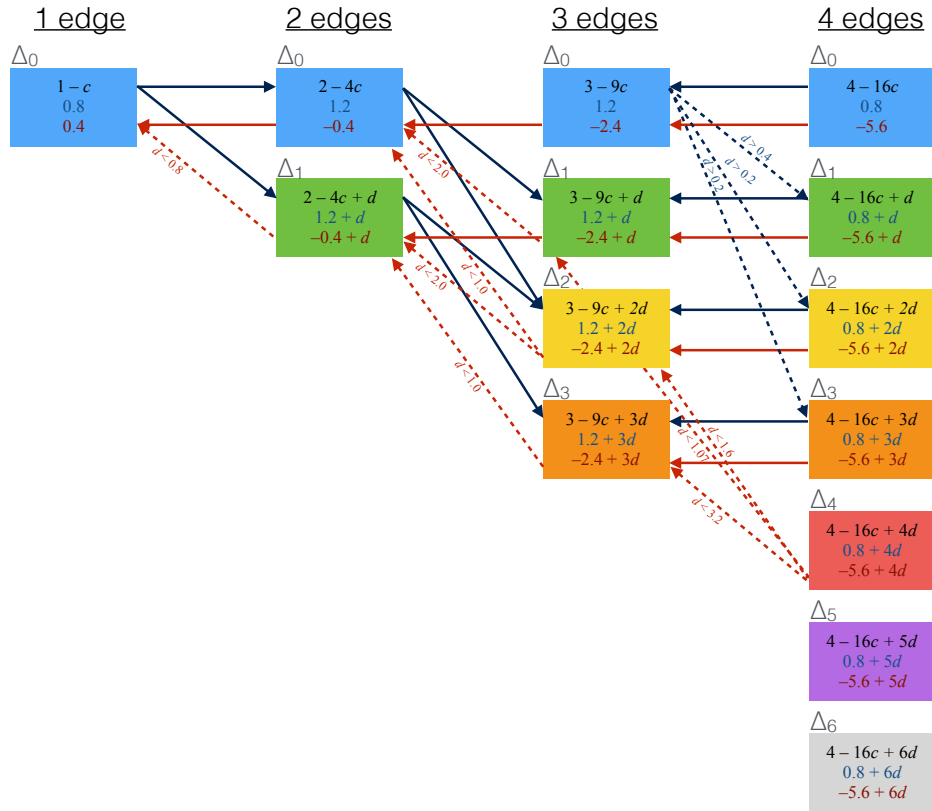 1 edge
2 edges
3 edges
4 edges
Δ0
Δ0
Δ0
Δ0
1 – c
0.8
0.4
2 – 4c
1.2
–0.4
3 – 9c
1.2
–2.4
4 – 16c
0.8
–5.6
d < 0.8
d < 2.0
d > 0.4
d > 0.2
d > 0.2
Δ1
Δ1
Δ1
2 – 4c + d
1.2 + d
–0.4 + d
3 – 9c + d
1.2 + d
–2.4 + d
4 – 16c + d
0.8 + d
–5.6 + d
d < 2.0
d < 1.0
Δ2
Δ2
3 – 9c + 2d
1.2 + 2d
–2.4 + 2d
4 – 16c + 2d
0.8 + 2d
–5.6 + 2d
d < 1.0
Δ3
Δ3
3 – 9c + 3d
1.2 + 3d
–2.4 + 3d
4 – 16c + 3d
0.8 + 3d
–5.6 + 3d
d < 1.6
d < 1.07
d < 3.2
Δ4
4 – 16c + 4d
0.8 + 4d
–5.6 + 4d
Δ5
4 – 16c + 5d
0.8 + 5d
–5.6 + 5d
Δ6
4 – 16c + 6d
0.8 + 6d
–5.6 + 6d